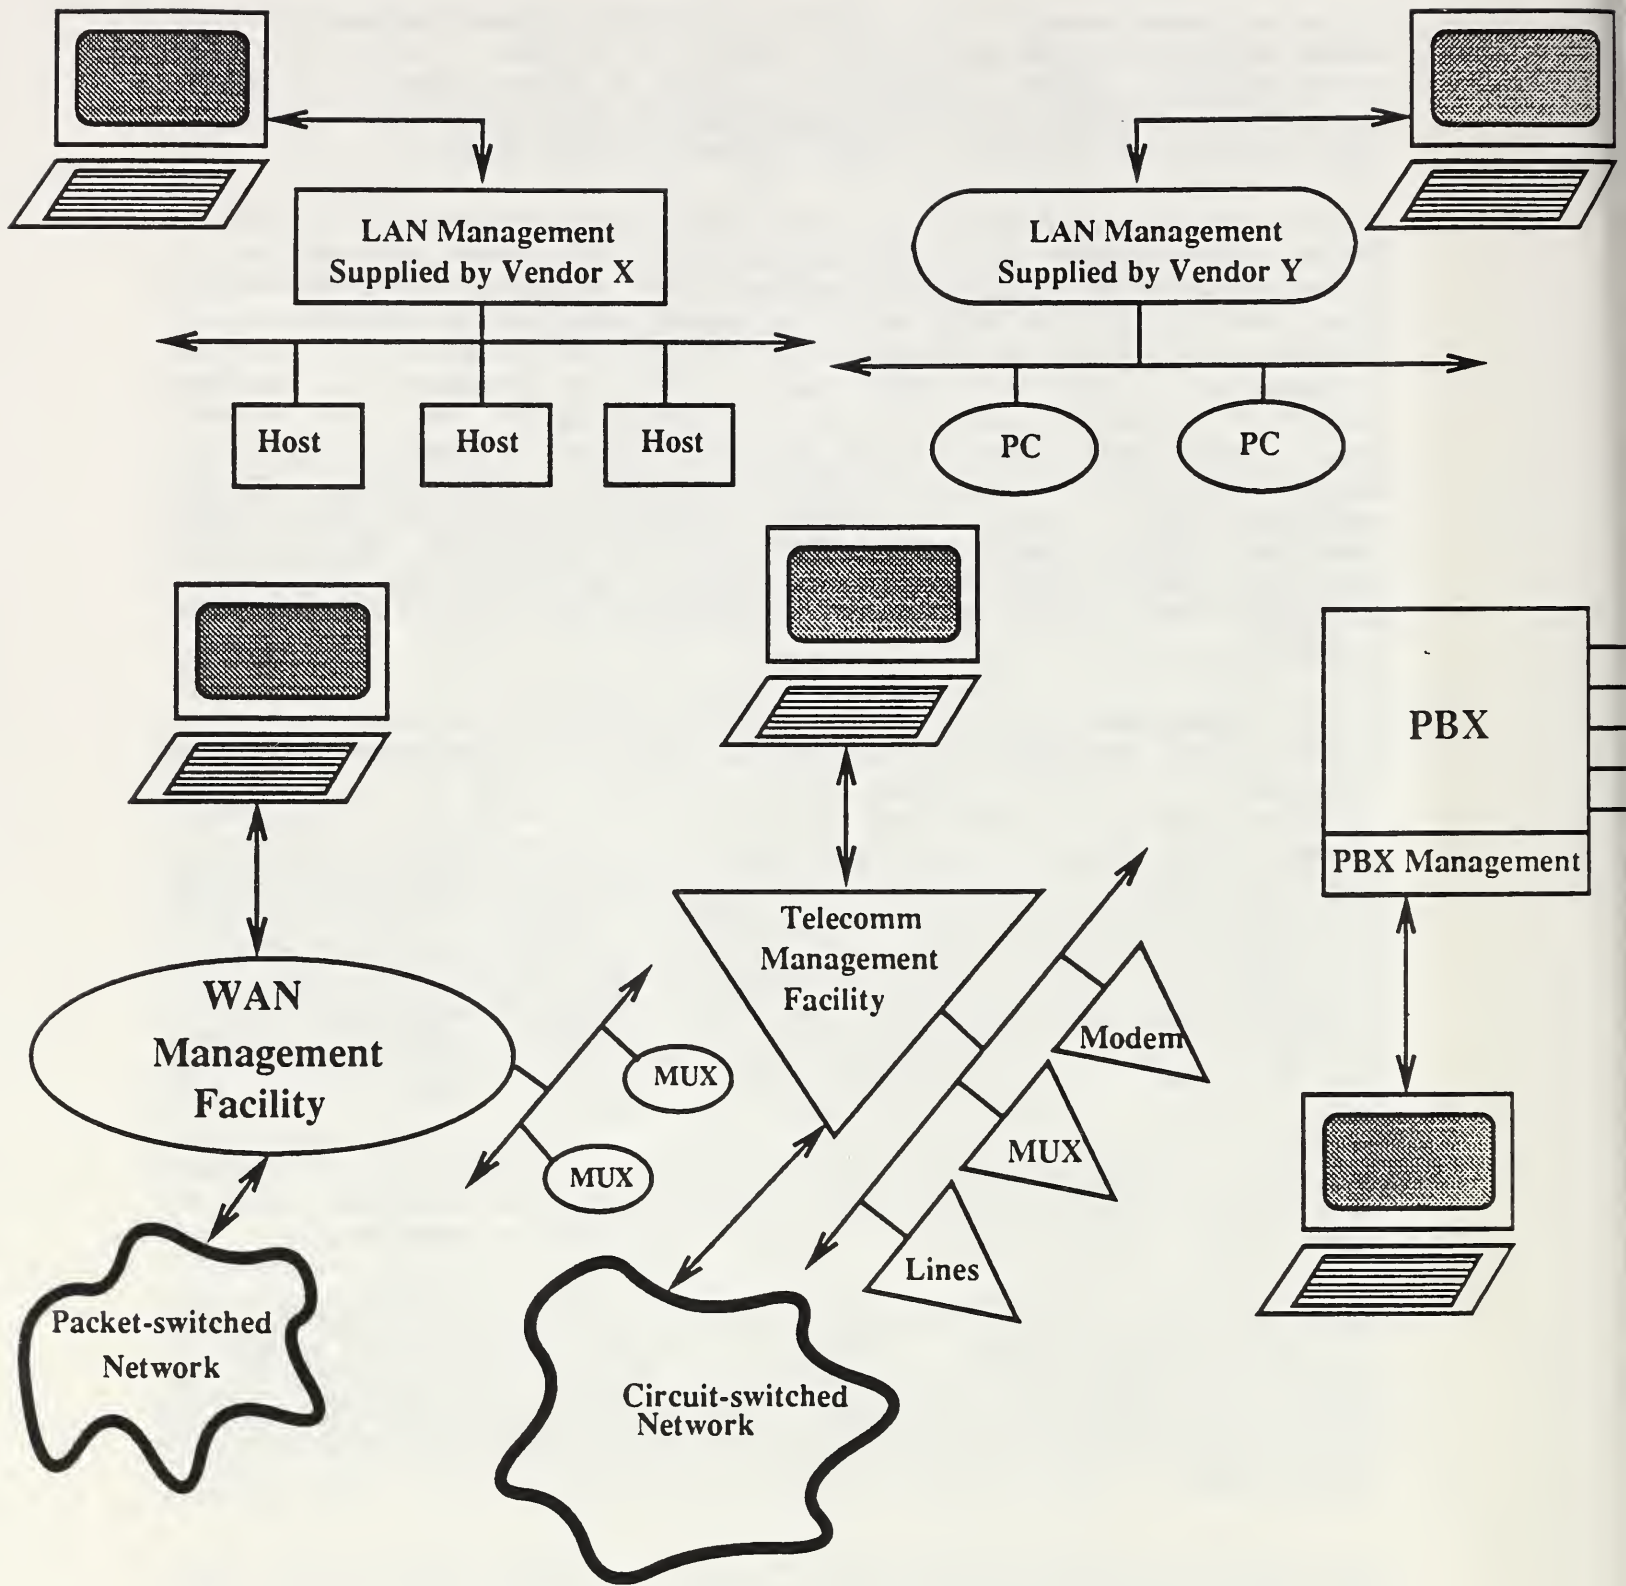 LAN Management
Supplied by Vendor X
LAN Management
Supplied by Vendor Y
Host
Host
Host
PC
PC
PBX
PBX Management
Telecomm
Management
Facility
WAN
Management
Facility
MUX
MUX
Modem
MUX
Lines
Packet-switched
Network
Circuit-switched
Network